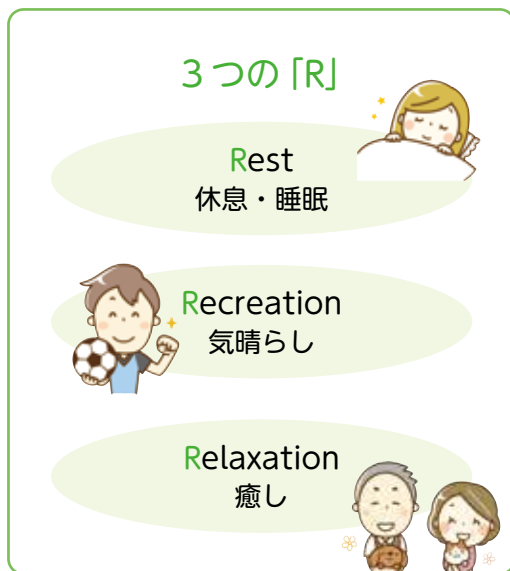 3つの「R」
Rest
休息・睡眠
Recreation
気晴らし
Relaxation
癒し